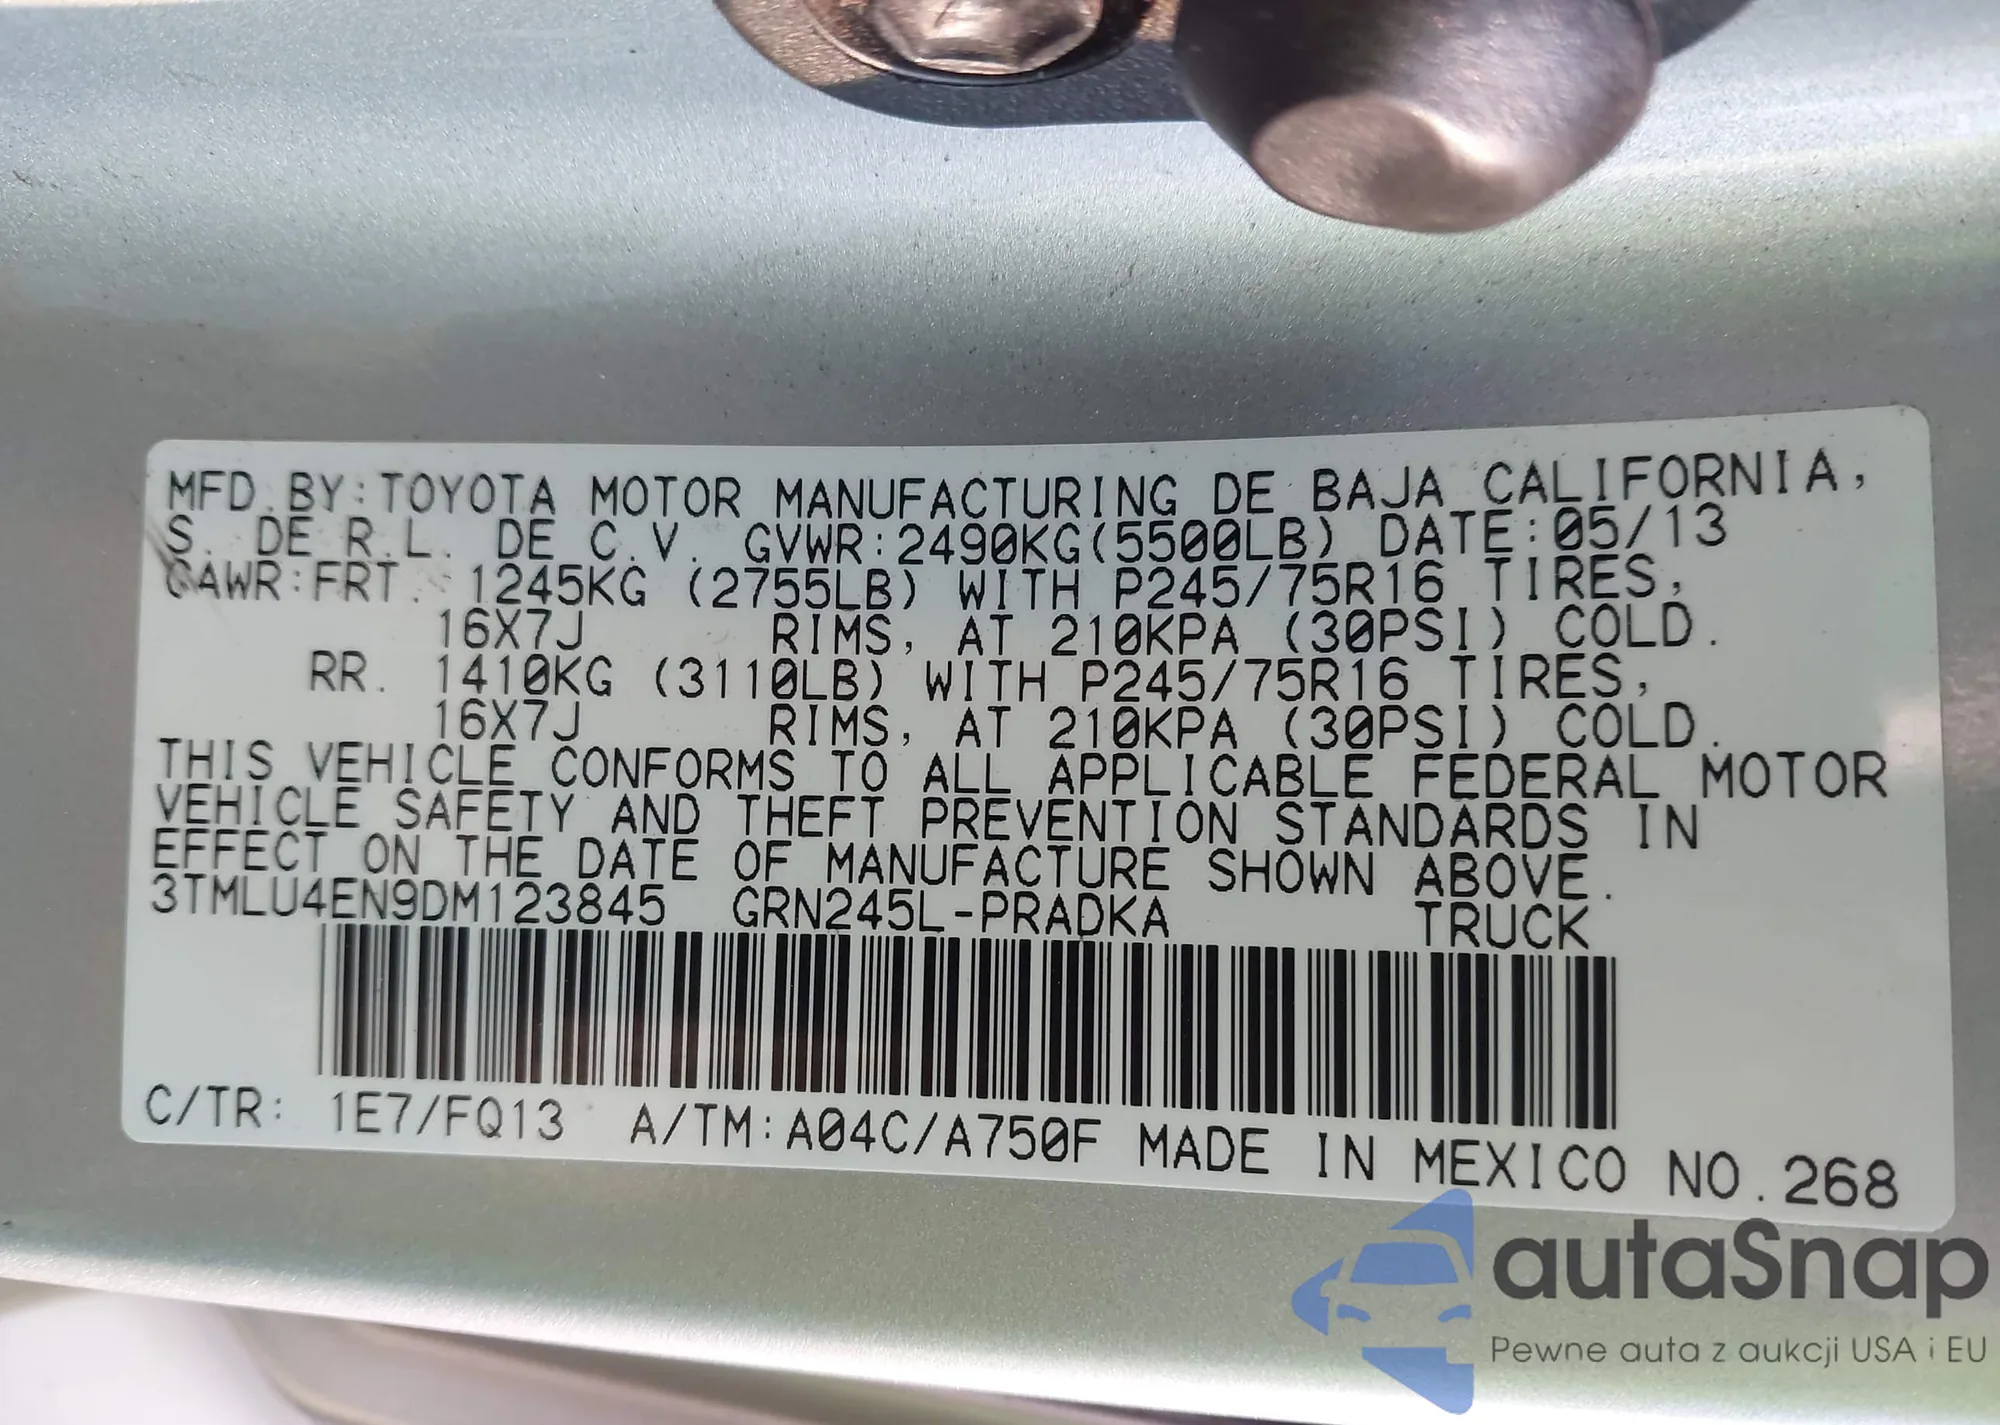 MFD.BY:TOYOTA MOTOR MANUFACTURING DE BAJA CALIFORNIA,
S. DE R.L. DE C.V. GVWR:2490KG(5500LB) DATE:05/13
GAWR:FRT. 1245KG (2755LB) WITH P245/75R16 TIRES,
16X7J RIMS, AT 210KPA (30PSI) COLD.
RR. 1410KG (3110LB) WITH P245/75R16 TIRES,
16X7J RIMS, AT 210KPA (30PSI) COLD.
THIS VEHICLE CONFORMS TO ALL APPLICABLE FEDERAL MOTOR
VEHICLE SAFETY AND THEFT PREVENTION STANDARDS IN
EFFECT ON THE DATE OF MANUFACTURE SHOWN ABOVE.
3TMLU4EN9DM123845 GRN245L-PRADKA TRUCK
C/TR: 1E7/FQ13 A/TM:A04C/A750F MADE IN MEXICO NO.268
autaSnap
Pewne auta z aukcji USA i EU